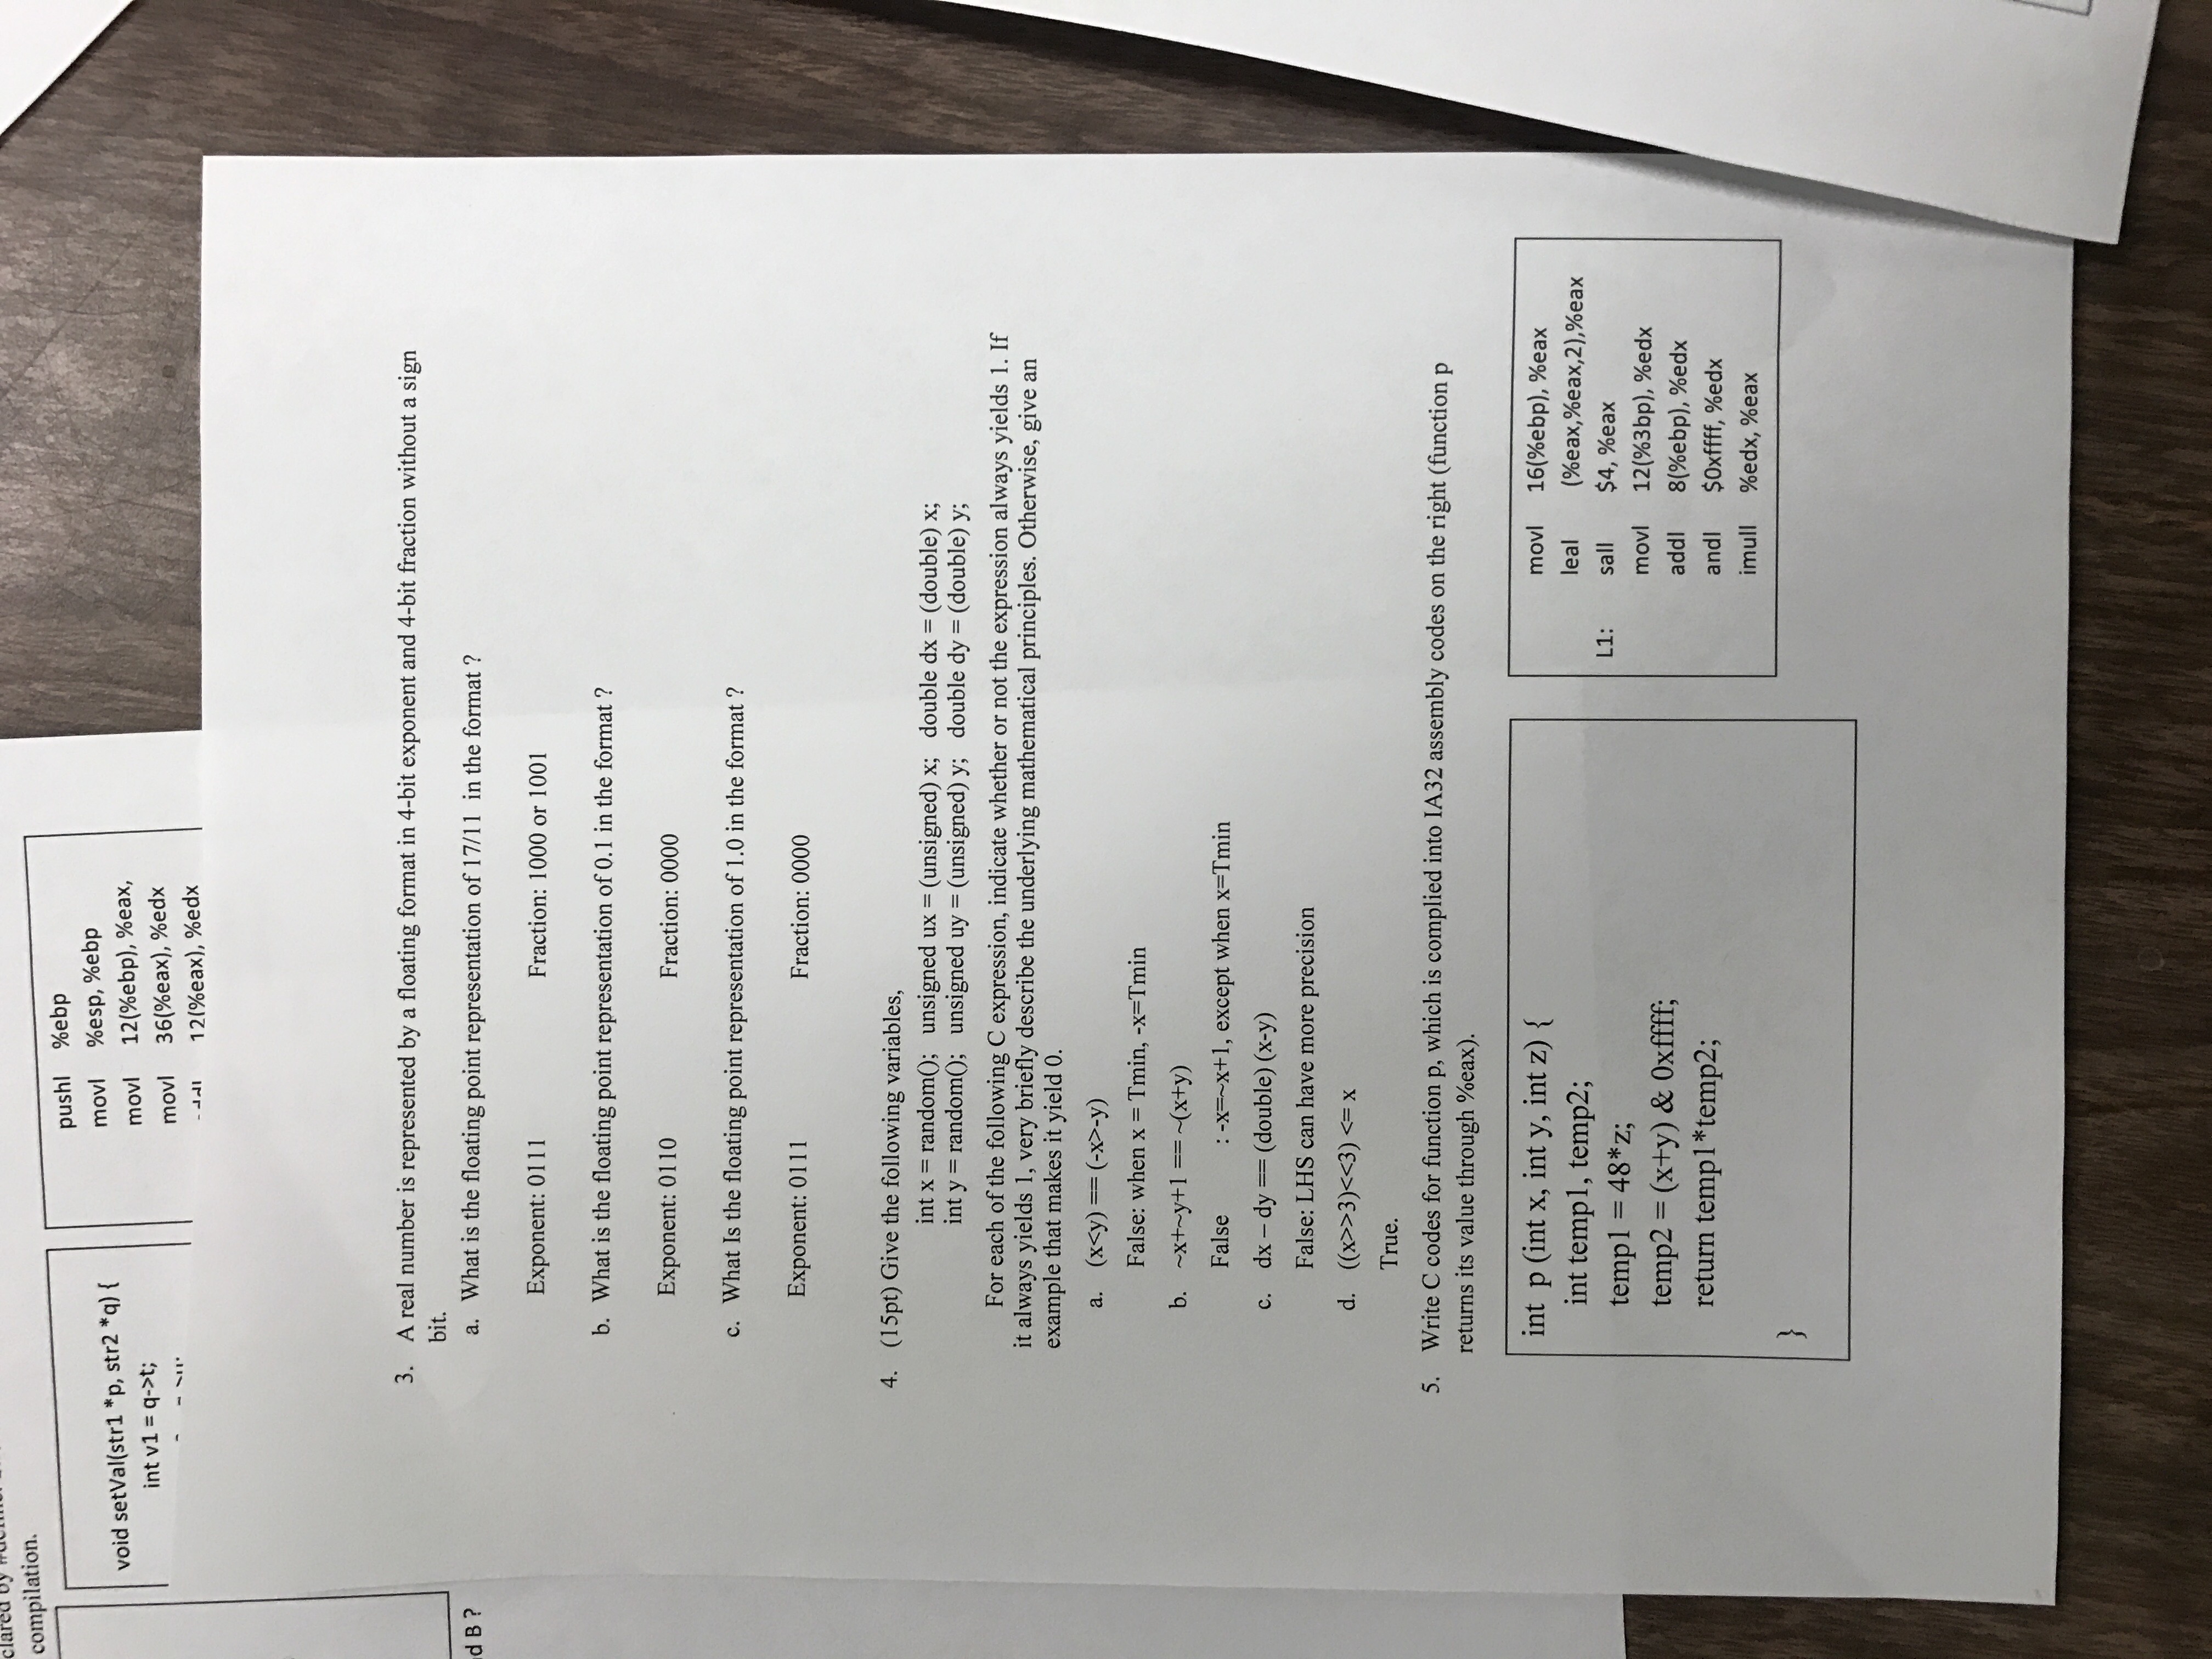 compilation.
void setVal(str1 *p, str2 *q) {
int v1 = q->t;
pushl %ebp
movl %esp, %ebp
movl 12(%ebp), %eax,
movl 36(%eax), %edx
12(%eax), %edx
d B ?
3. A real number is represented by a floating format in 4-bit exponent and 4-bit fraction without a sign
bit.
a. What is the floating point representation of 17/11 in the format ?
Exponent: 0111 Fraction: 1000 or 1001
b. What is the floating point representation of 0.1 in the format ?
Exponent: 0110 Fraction: 0000
c. What Is the floating point representation of 1.0 in the format ?
Exponent: 0111 Fraction: 0000
4. (15pt) Give the following variables,
int x = random(); unsigned ux = (unsigned) x; double dx = (double) x;
int y = random(); unsigned uy = (unsigned) y; double dy = (double) y;
For each of the following C expression, indicate whether or not the expression always yields 1. If
it always yields 1, very briefly describe the underlying mathematical principles. Otherwise, give an
example that makes it yield 0.
a. (x<y) == (-x>-y)
False: when x = Tmin, -x=Tmin
b. ~x+~y+1 == ~(x+y)
False : -x=~x+1, except when x=Tmin
c. dx – dy == (double) (x-y)
False: LHS can have more precision
d. ((x>>3)<<3) <= x
True.
5. Write C codes for function p, which is complied into IA32 assembly codes on the right (function p
returns its value through %eax).
int p (int x, int y, int z) {
int temp1, temp2;
temp1 = 48*z;
temp2 = (x+y) & 0xffff;
return temp1*temp2;
}
movl 16(%ebp), %eax
leal (%eax,%eax,2),%eax
L1: sall $4, %eax
movl 12(%3bp), %edx
addl 8(%ebp), %edx
andl $0xffff, %edx
imull %edx, %eax